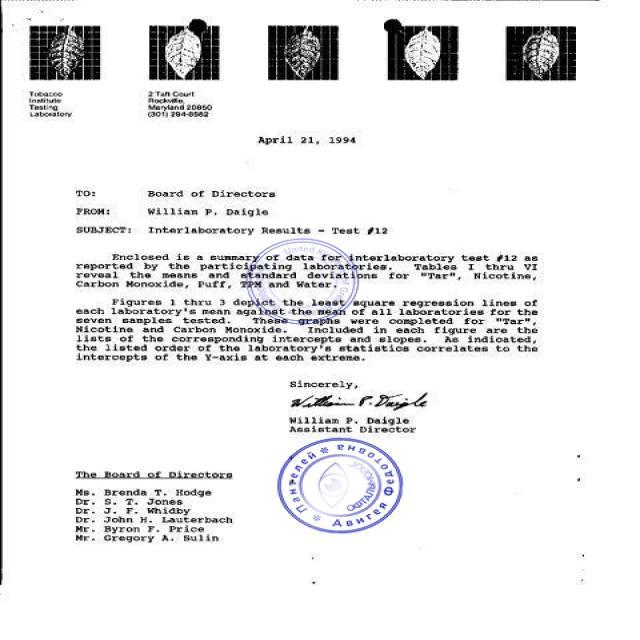 Tobacco
Institute
Testing
Laboratory
2 Taft Court
Rockville,
Maryland 20850
(301) 294-8582
April 21, 1994
TO: Board of Directors
FROM: William P. Daigle
SUBJECT: Interlaboratory Results - Test #12
Enclosed is a summary of data for interlaboratory test #12 as
reported by the participating laboratories. Tables I thru VI
reveal the means and standard deviations for "Tar", Nicotine,
Carbon Monoxide, Puff, TPM and Water.
Figures 1 thru 3 depict the least square regression lines of
each laboratory's mean against the mean of all laboratories for the
seven samples tested. These graphs were completed for "Tar",
Nicotine and Carbon Monoxide. Included in each figure are the
lists of the corresponding intercepts and slopes. As indicated,
the listed order of the laboratory's statistics correlates to the
intercepts of the Y-axis at each extreme.
Sincerely,
William P. Daigle
William P. Daigle
Assistant Director
Пантелей * евна * Федотовна * Авигея
ОФТАЛЬМОЛОГ
The Board of Directors
Ms. Brenda T. Hodge
Dr. S. T. Jones
Dr. J. F. Whidby
Dr. John H. Lauterbach
Mr. Byron F. Price
Mr. Gregory A. Sulin